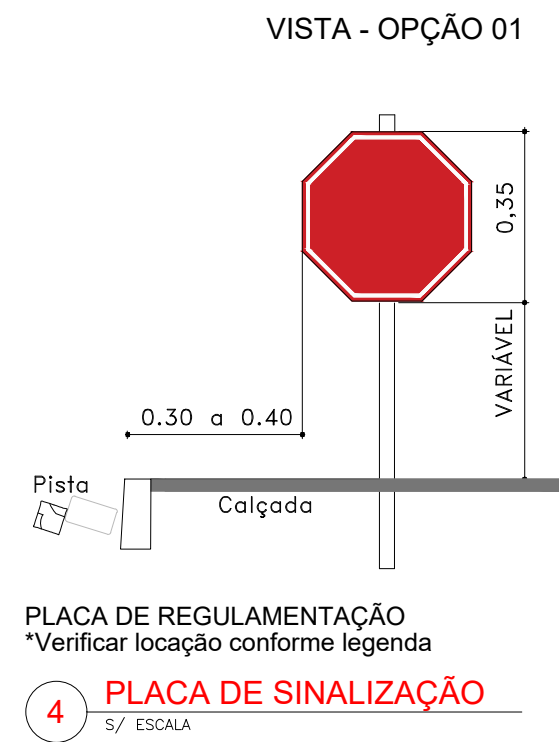 VISTA - OPÇÃO 01
0,35
VARIÁVEL
0.30 a 0.40
Pista
Calçada
PLACA DE REGULAMENTAÇÃO
*Verificar locação conforme legenda
4 PLACA DE SINALIZAÇÃO
S/ ESCALA